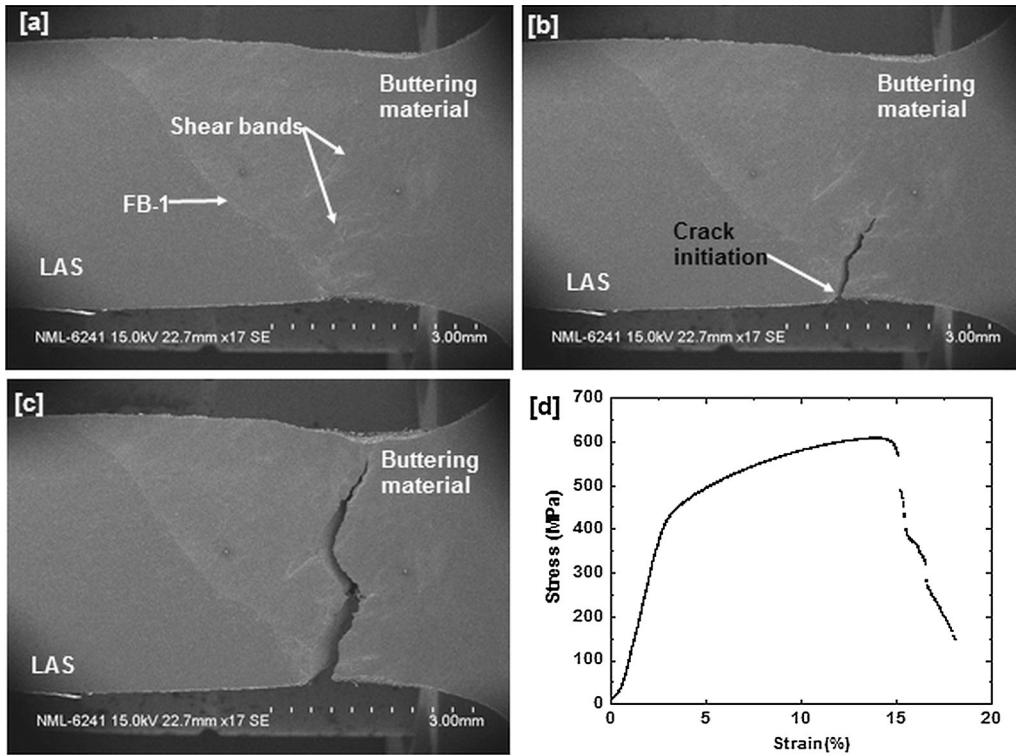 [a]
Buttering
material
Shear bands
FB-1
LAS
NML-6241 15.0kV 22.7mm x17 SE
3.00mm
[b]
Buttering
material
Crack
initiation
LAS
NML-6241 15.0kV 22.7mm x17 SE
3.00mm
[c]
Buttering
material
LAS
NML-6241 15.0kV 22.7mm x17 SE
3.00mm
[d]
700
600
500
400
300
200
100
0
Stress (MPa)
0 5 10 15 20
Strain(%)